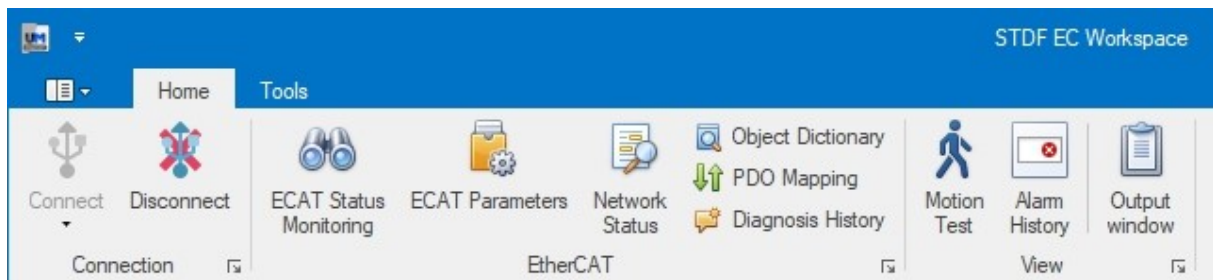 STDF EC Workspace
Home Tools
Connect
Disconnect
ECAT Status
Monitoring
ECAT Parameters
Network
Status
Object Dictionary
PDO Mapping
Diagnosis History
Motion
Test
Alarm
History
Output
window
Connection
EtherCAT
View